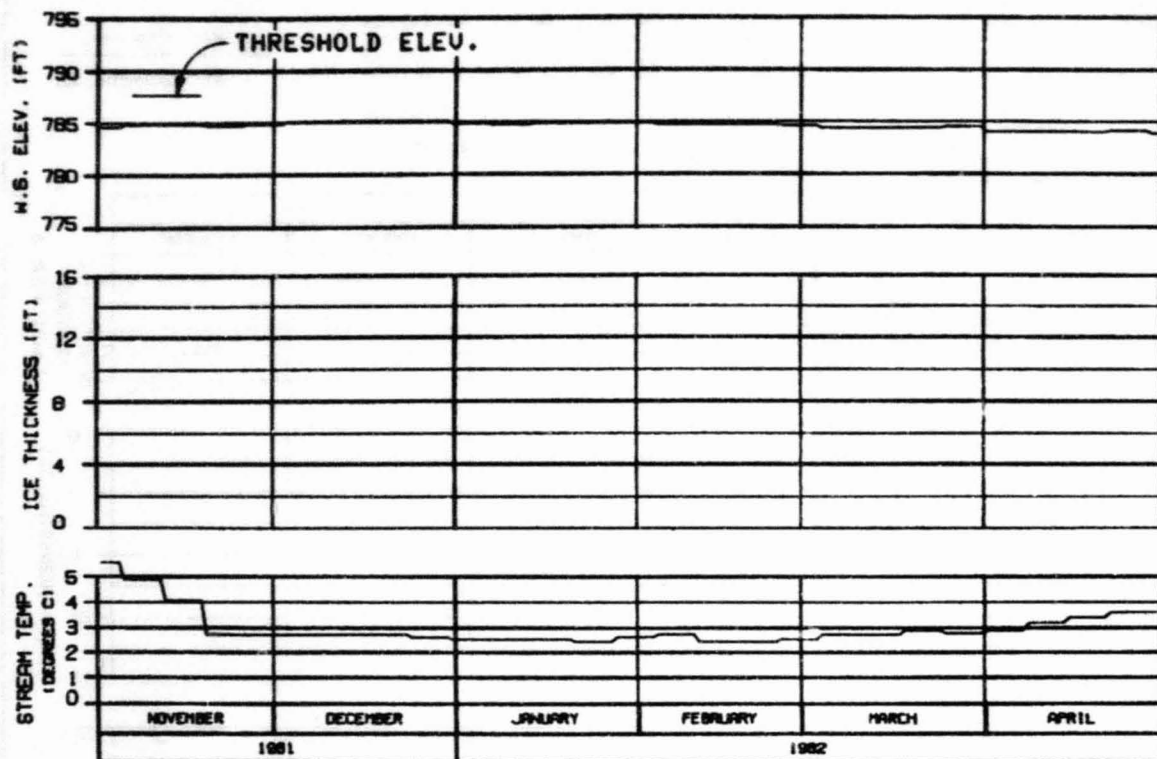 795
THRESHOLD ELEV.
790
785
780
775
W.S. ELEV. (FT)
16
12
8
4
0
ICE THICKNESS (FT)
5
4
3
2
1
0
STREAM TEMP.
(DEGREES C)
NOVEMBER DECEMBER JANUARY FEBRUARY MARCH APRIL
1981 1982